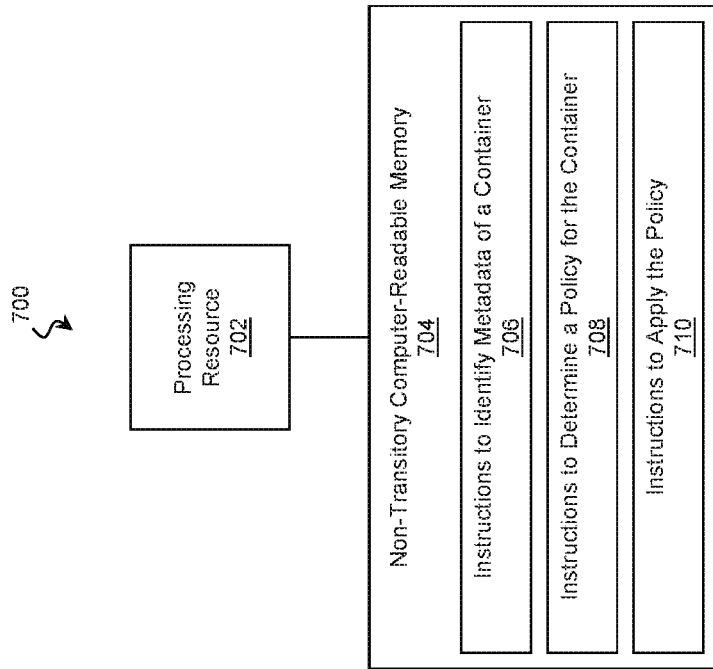 700
Processing
Resource
702
Non-Transitory Computer-Readable Memory
704
Instructions to Identify Metadata of a Container
706
Instructions to Determine a Policy for the Container
708
Instructions to Apply the Policy
710